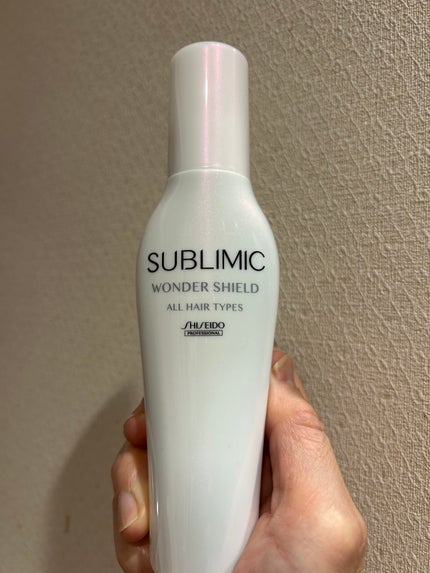 SUBLIMIC
WONDER SHIELD
ALL HAIR TYPES
SHISEIDO
PROFESSIONAL